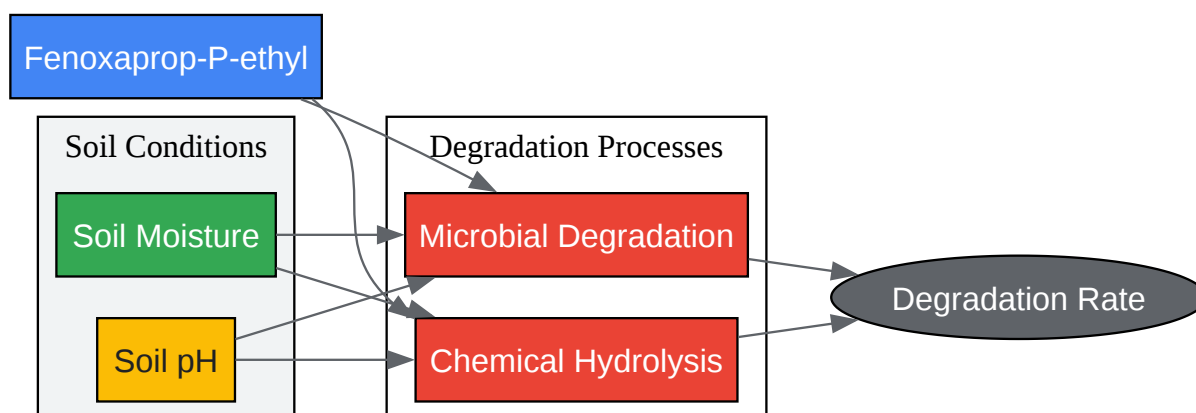 Fenoxaprop-P-ethyl
Soil Conditions
Degradation Processes
Soil Moisture
Microbial Degradation
Degradation Rate
Soil pH
Chemical Hydrolysis